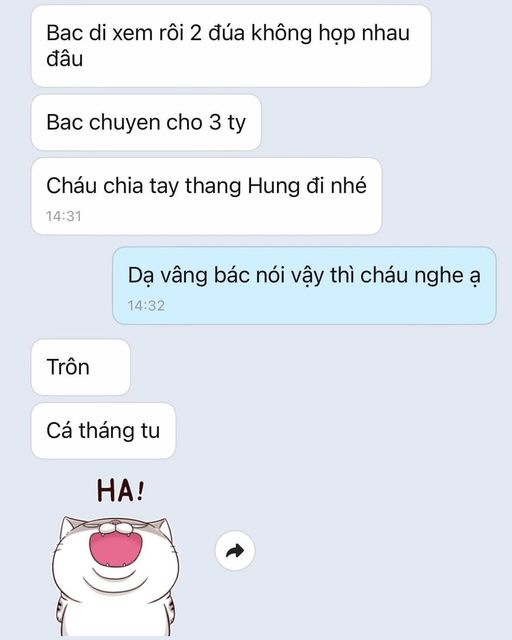 Bac di xem rôi 2 đúa không họp nhau
đâu
Bac chuyen cho 3 ty
Cháu chia tay thang Hung đi nhé
14:31
Dạ vâng bác nói vậy thì cháu nghe ạ
14:32
Trôn
Cá tháng tu
HA!